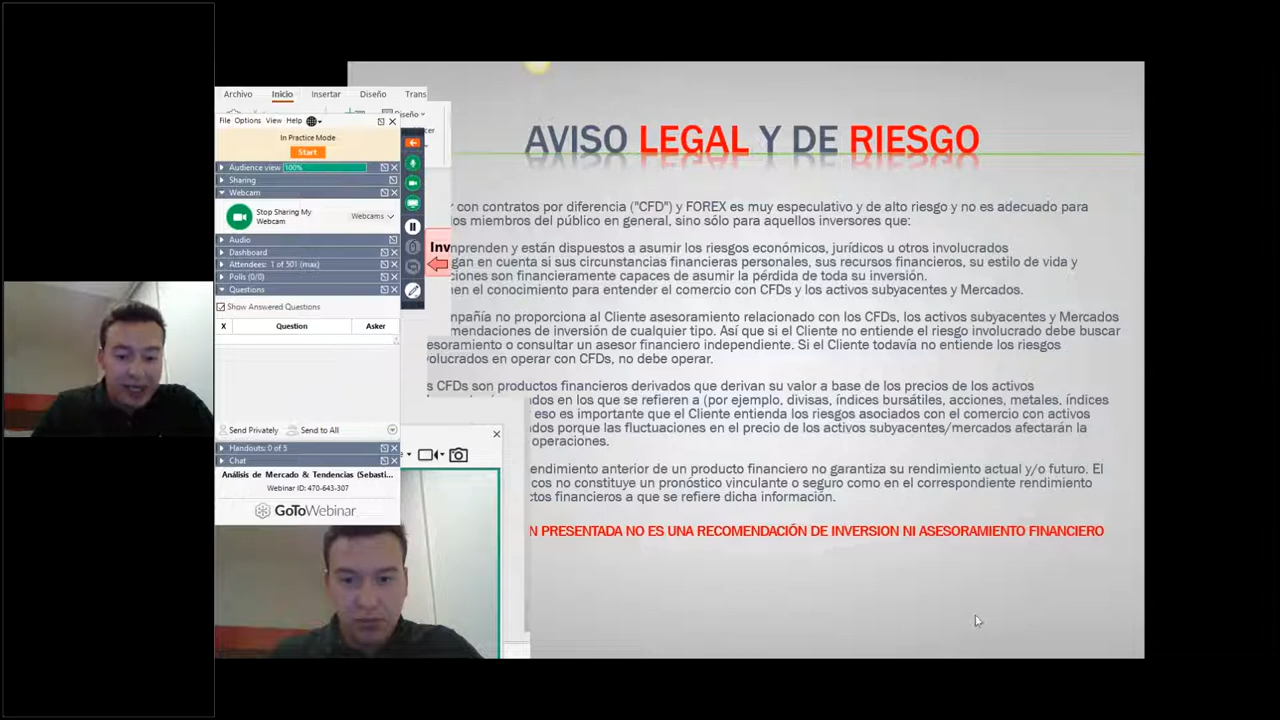 Archivo Inicio Insertar Diseño Trans
Diseño
File Options View Help
In Practice Mode
Start
Audience view 100%
Sharing
Webcam
Stop Sharing My
Webcam
Webcams
Audio
Dashboard
Attendees: 1 of 501 (max)
Polls (0/0)
Questions
Show Answered Questions
X Question Asker
Send Privately Send to All
Handouts: 0 of 5
Chat
Análisis de Mercado & Tendencias (Sebasti...
Webinar ID: 470-643-307
GoToWebinar
Inv
AVISO LEGAL Y DE RIESGO
r con contratos por diferencia ("CFD") y FOREX es muy especulativo y de alto riesgo y no es adecuado para
los miembros del público en general, sino sólo para aquellos inversores que:
mprenden y están dispuestos a asumir los riesgos económicos, jurídicos u otros involucrados
gan en cuenta si sus circunstancias financieras personales, sus recursos financieros, su estilo de vida y
ciones son financieramente capaces de asumir la pérdida de toda su inversión.
nen el conocimiento para entender el comercio con CFDs y los activos subyacentes y Mercados.
mpañía no proporciona al Cliente asesoramiento relacionado con los CFDs, los activos subyacentes y Mercados
mendaciones de inversión de cualquier tipo. Así que si el Cliente no entiende el riesgo involucrado debe buscar
esoramiento o consultar un asesor financiero independiente. Si el Cliente todavía no entiende los riesgos
volucrados en operar con CFDs, no debe operar.
s CFDs son productos financieros derivados que derivan su valor a base de los precios de los activos
ados en los que se refieren a (por ejemplo, divisas, índices bursátiles, acciones, metales, índices
eso es importante que el Cliente entienda los riesgos asociados con el comercio con activos
dos porque las fluctuaciones en el precio de los activos subyacentes/mercados afectarán la
operaciones.
endimiento anterior de un producto financiero no garantiza su rendimiento actual y/o futuro. El
cos no constituye un pronóstico vinculante o seguro como en el correspondiente rendimiento
ctos financieros a que se refiere dicha información.
N PRESENTADA NO ES UNA RECOMENDACIÓN DE INVERSION NI ASESORAMIENTO FINANCIERO